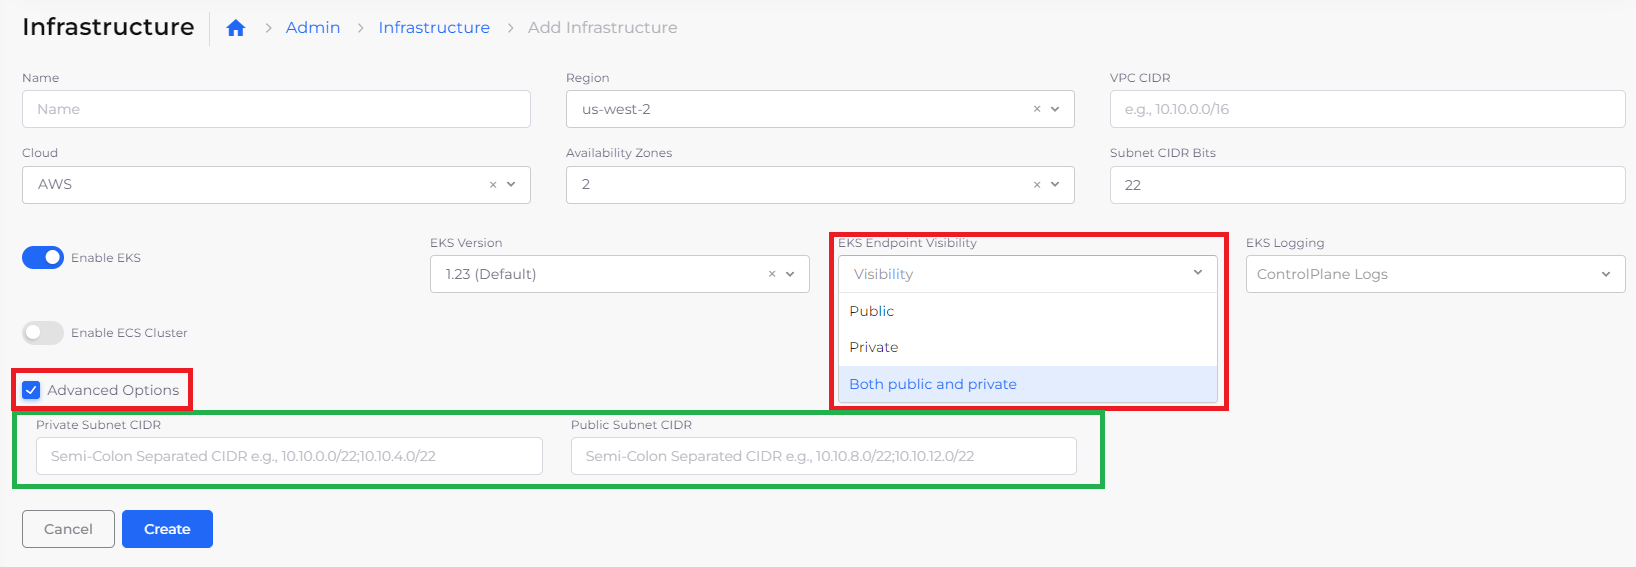 Infrastructure > Admin > Infrastructure > Add Infrastructure
Name Region VPC CIDR
Name us-west-2 × e.g., 10.10.0.0/16
Cloud Availability Zones Subnet CIDR Bits
AWS × 2 × 22
EKS Version EKS Endpoint Visibility EKS Logging
Enable EKS 1.23 (Default) × Visibility ControlPlane Logs
Public
Enable ECS Cluster Private
Advanced Options Both public and private
Private Subnet CIDR Public Subnet CIDR
Semi-Colon Separated CIDR e.g., 10.10.0.0/22;10.10.4.0/22 Semi-Colon Separated CIDR e.g., 10.10.8.0/22;10.10.12.0/22
Cancel Create